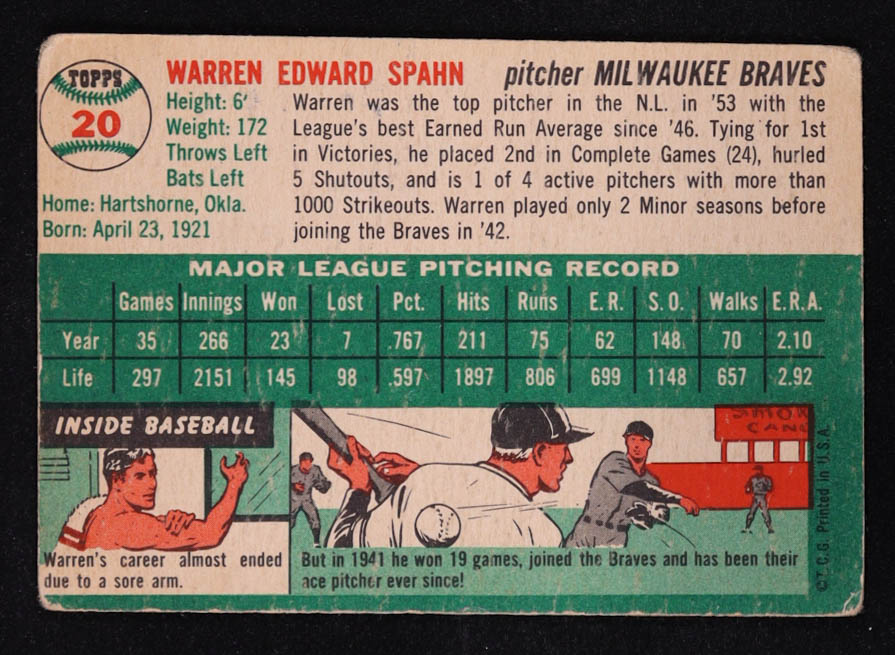 TOPPS
20
WARREN EDWARD SPAHN pitcher MILWAUKEE BRAVES
Height: 6'
Weight: 172
Throws Left
Bats Left
Home: Hartshorne, Okla.
Born: April 23, 1921
Warren was the top pitcher in the N.L. in '53 with the
League's best Earned Run Average since '46. Tying for 1st
in Victories, he placed 2nd in Complete Games (24), hurled
5 Shutouts, and is 1 of 4 active pitchers with more than
1000 Strikeouts. Warren played only 2 Minor seasons before
joining the Braves in '42.
MAJOR LEAGUE PITCHING RECORD
Games Innings Won Lost Pct. Hits Runs E.R. S.O. Walks E.R.A.
Year 35 266 23 7 .767 211 75 62 148 70 2.10
Life 297 2151 145 98 .597 1897 806 699 1148 657 2.92
INSIDE BASEBALL
Warren's career almost ended
due to a sore arm.
But in 1941 he won 19 games, joined the Braves and has been their
ace pitcher ever since!
©T.C.G. Printed in U.S.A.